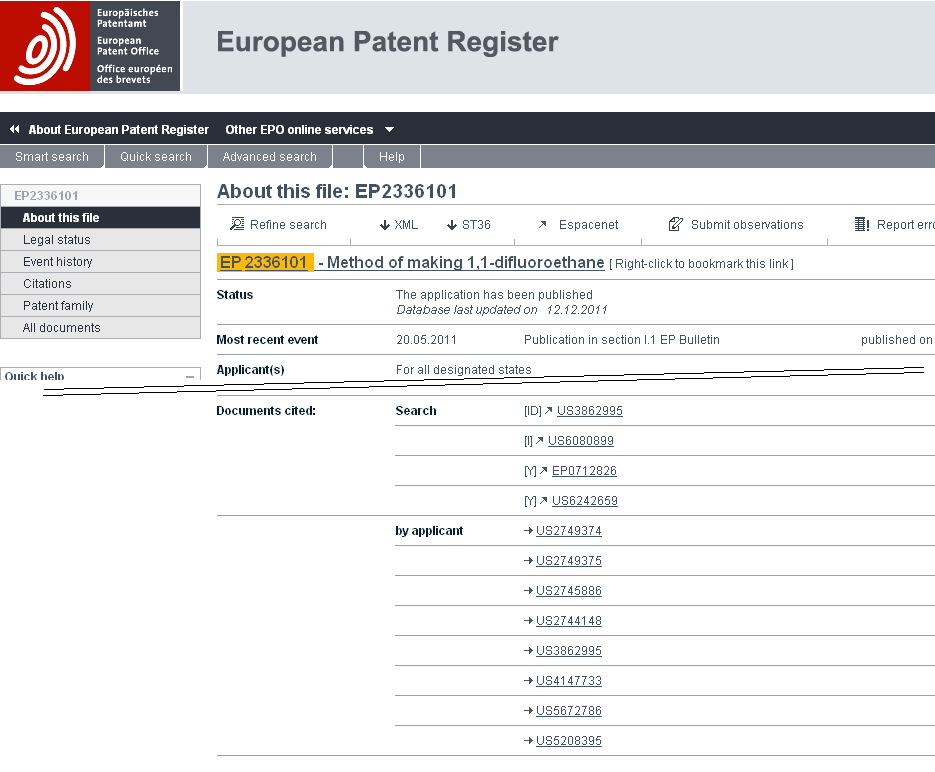 Europäisches
Patentamt
European
Patent Office
Office européen
des brevets
European Patent Register
About European Patent Register Other EPO online services
Smart search Quick search Advanced search Help
EP2336101
About this file
Legal status
Event history
Citations
Patent family
All documents
Quick help
About this file: EP2336101
Refine search XML ST36 Espacenet Submit observations Report erro
EP 2336101 - Method of making 1,1-difluoroethane [ Right-click to bookmark this link ]
Status The application has been published
Database last updated on 12.12.2011
Most recent event 20.05.2011 Publication in section I.1 EP Bulletin published on
Applicant(s) For all designated states
Documents cited: Search [ID] US3862995
[I] US6080899
[Y] EP0712826
[Y] US6242659
by applicant US2749374
US2749375
US2745886
US2744148
US3862995
US4147733
US5672786
US5208395